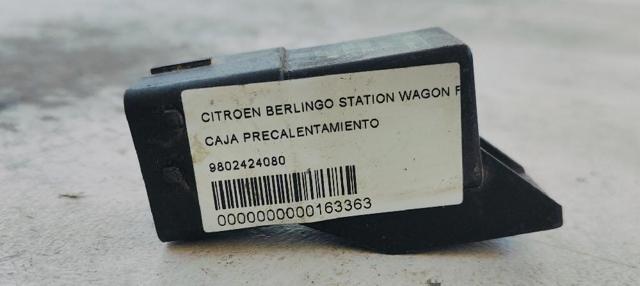 CITROEN BERLINGO STATION WAGON F
CAJA PRECALENTAMIENTO
9802424080
0000000000163363